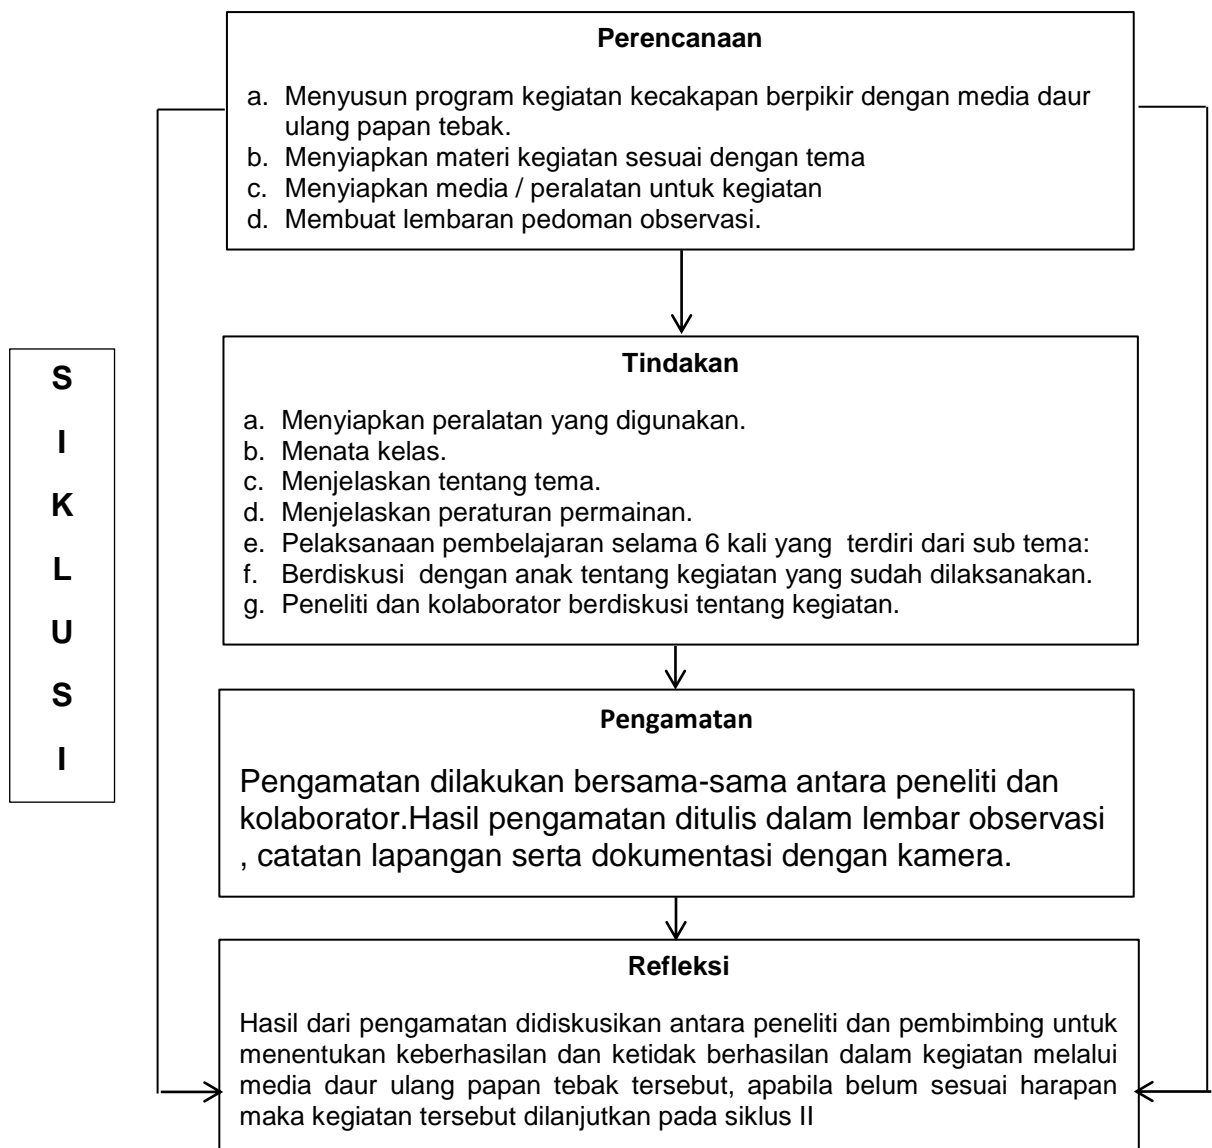 Perencanaan
a. Menyusun program kegiatan kecakapan berpikir dengan media daur
ulang papan tebak.
b. Menyiapkan materi kegiatan sesuai dengan tema
c. Menyiapkan media / peralatan untuk kegiatan
d. Membuat lembaran pedoman observasi.
S
I
K
L
U
S
I
Tindakan
a. Menyiapkan peralatan yang digunakan.
b. Menata kelas.
c. Menjelaskan tentang tema.
d. Menjelaskan peraturan permainan.
e. Pelaksanaan pembelajaran selama 6 kali yang terdiri dari sub tema:
f. Berdiskusi dengan anak tentang kegiatan yang sudah dilaksanakan.
g. Peneliti dan kolaborator berdiskusi tentang kegiatan.
Pengamatan
Pengamatan dilakukan bersama-sama antara peneliti dan
kolaborator.Hasil pengamatan ditulis dalam lembar observasi
, catatan lapangan serta dokumentasi dengan kamera.
Refleksi
Hasil dari pengamatan didiskusikan antara peneliti dan pembimbing untuk
menentukan keberhasilan dan ketidak berhasilan dalam kegiatan melalui
media daur ulang papan tebak tersebut, apabila belum sesuai harapan
maka kegiatan tersebut dilanjutkan pada siklus II